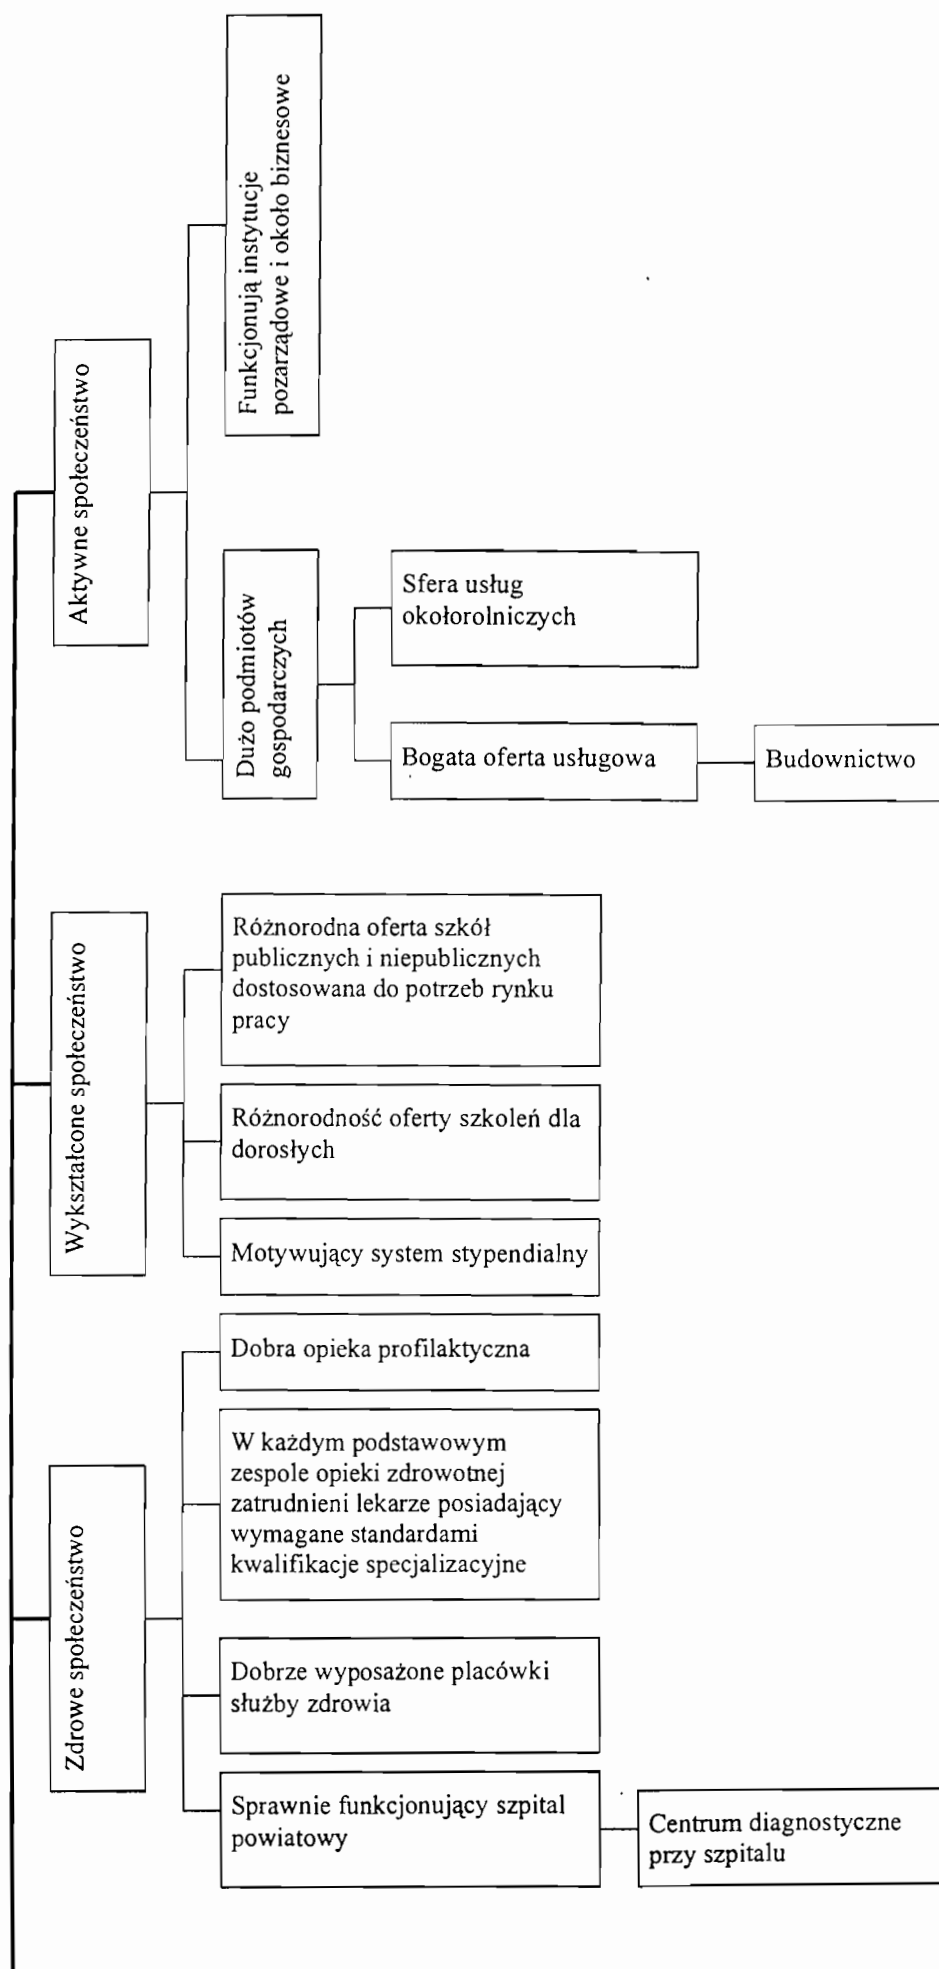 Aktywne społeczeństwo
Funkcjonują instytucje
pozarządowe i około biznesowe
Dużo podmiotów
gospodarczych
Sfera usług
okołorolniczych
Bogata oferta usługowa
Budownictwo
Wykształcone społeczeństwo
Różnorodna oferta szkół
publicznych i niepublicznych
dostosowana do potrzeb rynku
pracy
Różnorodność oferty szkoleń dla
dorosłych
Motywujący system stypendialny
Zdrowe społeczeństwo
Dobra opieka profilaktyczna
W każdym podstawowym
zespole opieki zdrowotnej
zatrudnieni lekarze posiadający
wymagane standardami
kwalifikacje specjalizacyjne
Dobrze wyposażone placówki
służby zdrowia
Sprawnie funkcjonujący szpital
powiatowy
Centrum diagnostyczne
przy szpitalu